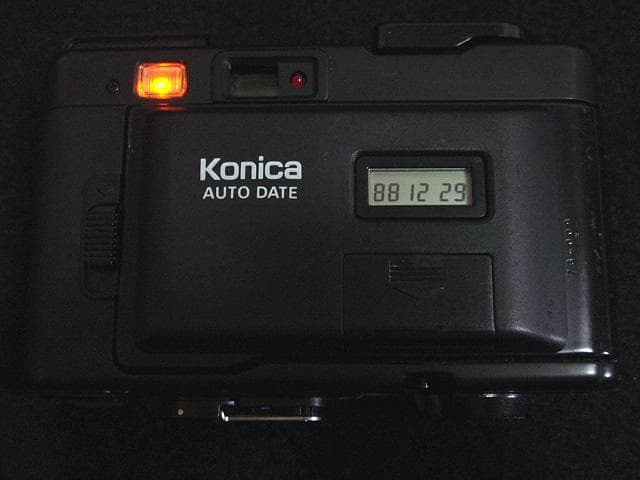 Konica
AUTO DATE
88 12 29